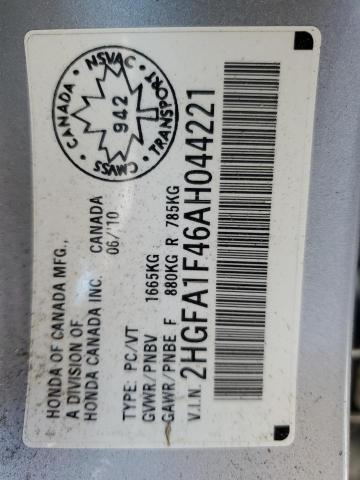 HONDA OF CANADA MFG.,
A DIVISION OF
HONDA CANADA INC. CANADA
06/'10
TYPE: PC/VT
GVWR/PNBV 1665KG
GAWR/PNBE F 880KG R 785KG
V.I.N. 2HGFA1F46AH044221
CANADA · NSVAC · TRANSPORT · CMVSS
942